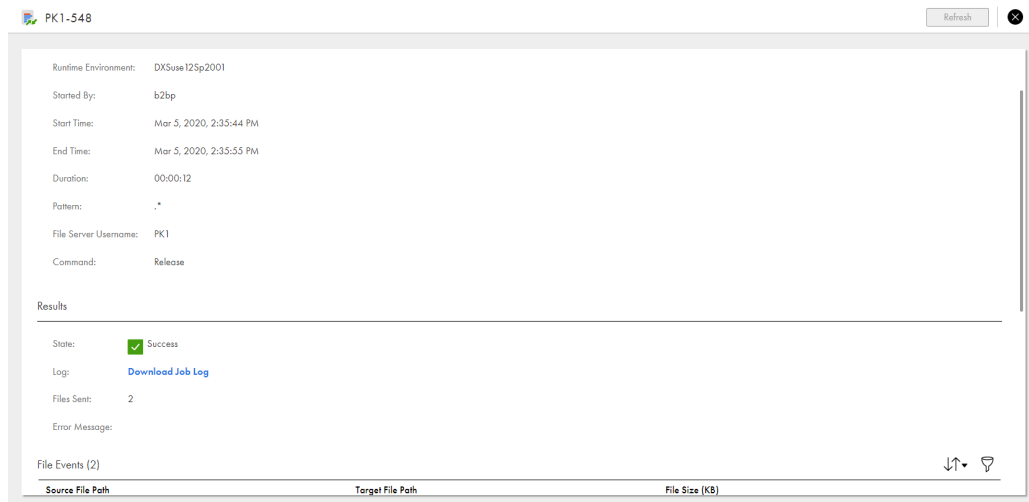 PK1-548
Refresh
Runtime Environment: DXSuse12Sp2001
Started By: b2bp
Start Time: Mar 5, 2020, 2:35:44 PM
End Time: Mar 5, 2020, 2:35:55 PM
Duration: 00:00:12
Pattern: .*
File Server Username: PK1
Command: Release
Results
State: Success
Log: Download Job Log
Files Sent: 2
Error Message:
File Events (2)
Source File Path Target File Path File Size (KB)